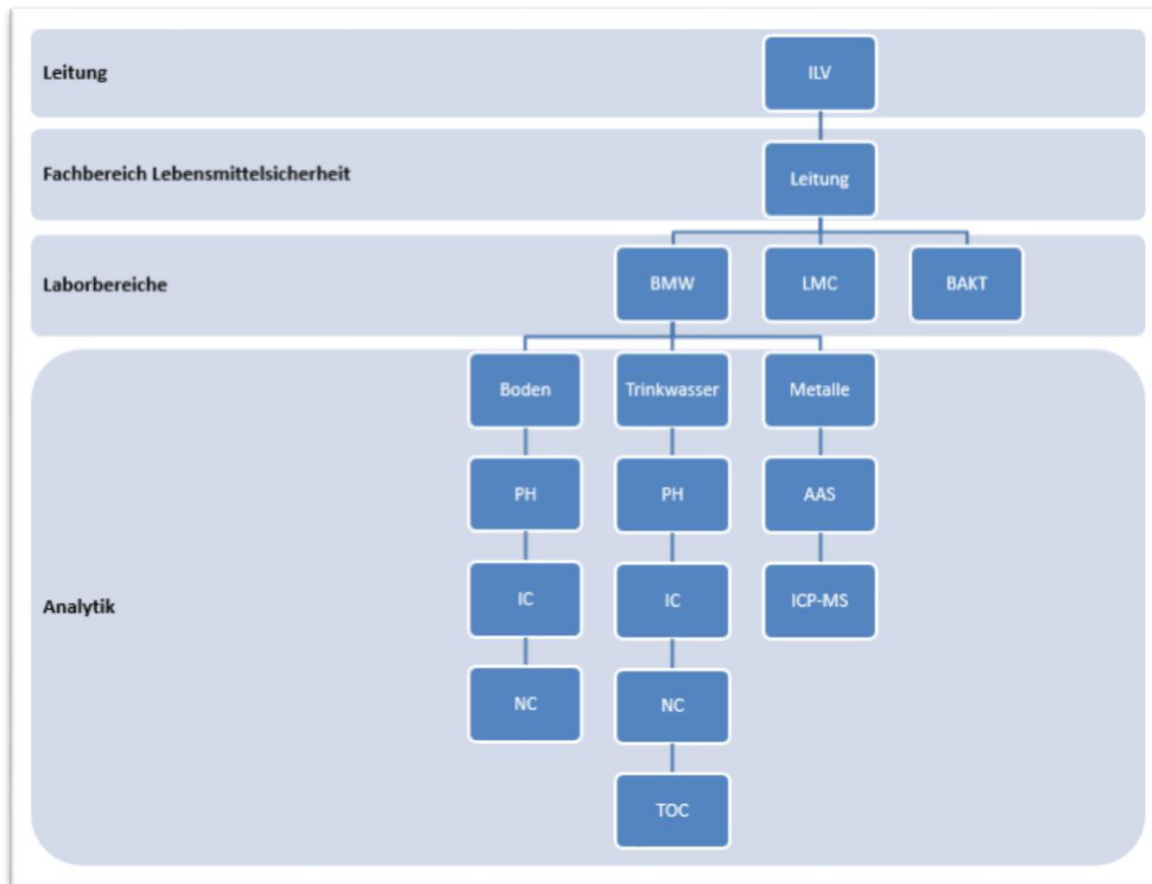 Leitung
ILV
Fachbereich Lebensmittelsicherheit
Leitung
Laborbereiche
BMW
LMC
BAKT
Analytik
Boden
Trinkwasser
Metalle
PH
PH
AAS
IC
IC
ICP-MS
NC
NC
TOC